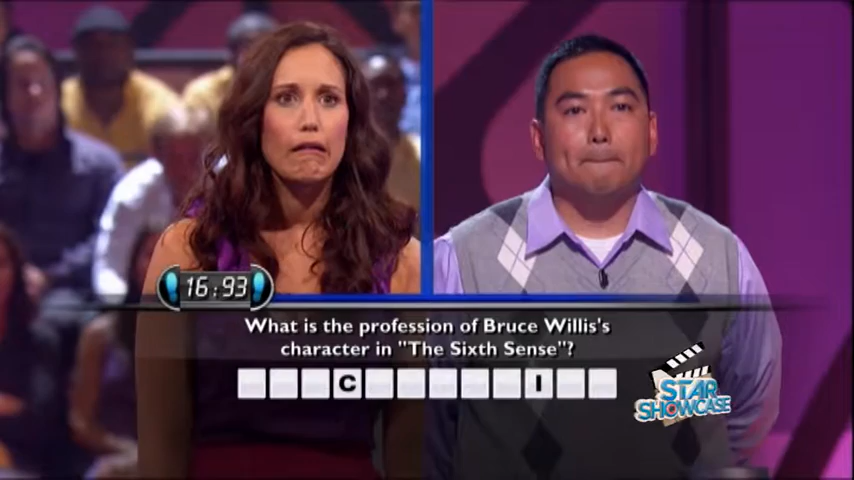 16:93
What is the profession of Bruce Willis's
character in "The Sixth Sense"?
C I
STAR
SHOWCASE